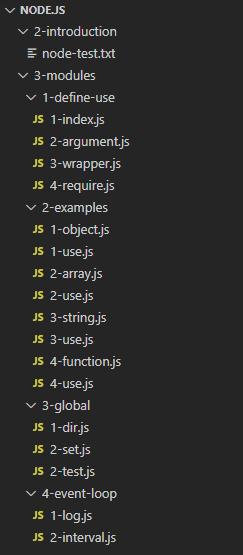 NODE.JS
2-introduction
node-test.txt
3-modules
1-define-use
JS 1-index.js
JS 2-argument.js
JS 3-wrapper.js
JS 4-require.js
2-examples
JS 1-object.js
JS 1-use.js
JS 2-array.js
JS 2-use.js
JS 3-string.js
JS 3-use.js
JS 4-function.js
JS 4-use.js
3-global
JS 1-dir.js
JS 2-set.js
JS 2-test.js
4-event-loop
JS 1-log.js
JS 2-interval.js